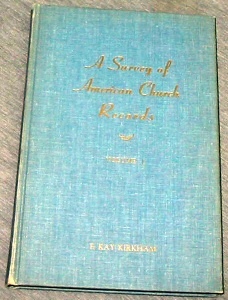 A Survey of
American Church
Records
E KAY KIRKHAM